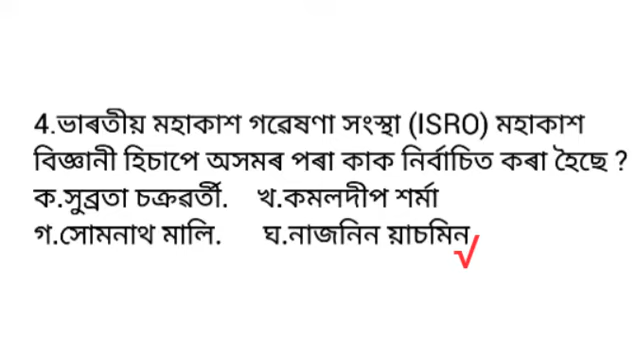 4.ভাৰতীয় মহাকাশ গৱেষণা সংস্থা (ISRO) মহাকাশ
বিজ্ঞানী হিচাপে অসমৰ পৰা কাক নিৰ্বাচিত কৰা হৈছে ?
ক.সুব্ৰতা চক্ৰৱৰ্তী. খ.কমলদীপ শৰ্মা
গ.সোমনাথ মালি. ঘ.নাজনিন য়াচমিন√